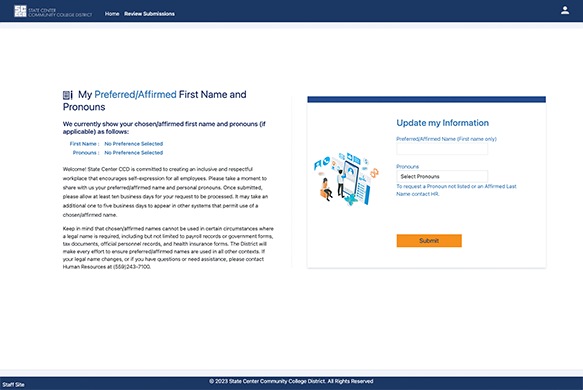 STATE CENTER
COMMUNITY COLLEGE DISTRICT
Home Review Submissions
My Preferred/Affirmed First Name and
Pronouns
We currently show your chosen/affirmed first name and pronouns (if
applicable) as follows:
First Name : No Preference Selected
Pronouns : No Preference Selected
Welcome! State Center CCD is committed to creating an inclusive and respectful
workplace that encourages self-expression for all employees. Please take a moment to
share with us your preferred/affirmed name and personal pronouns. Once submitted,
please allow at least ten business days for your request to be processed. It may take an
additional one to five business days to appear in other systems that permit use of a
chosen/affirmed name.
Keep in mind that chosen/affirmed names cannot be used in certain circumstances where
a legal name is required, including but not limited to payroll records or government forms,
tax documents, official personnel records, and health insurance forms. The District will
make every effort to ensure preferred/affirmed names are used in all other contexts. If
your legal name changes, or if you have questions or need assistance, please contact
Human Resources at (559)243-7100.
Update my Information
Preferred/Affirmed Name (First name only)
Pronouns
Select Pronouns
To request a Pronoun not listed or an Affirmed Last
Name contact HR.
Submit
© 2023 State Center Community College District. All Rights Reserved
Staff Site